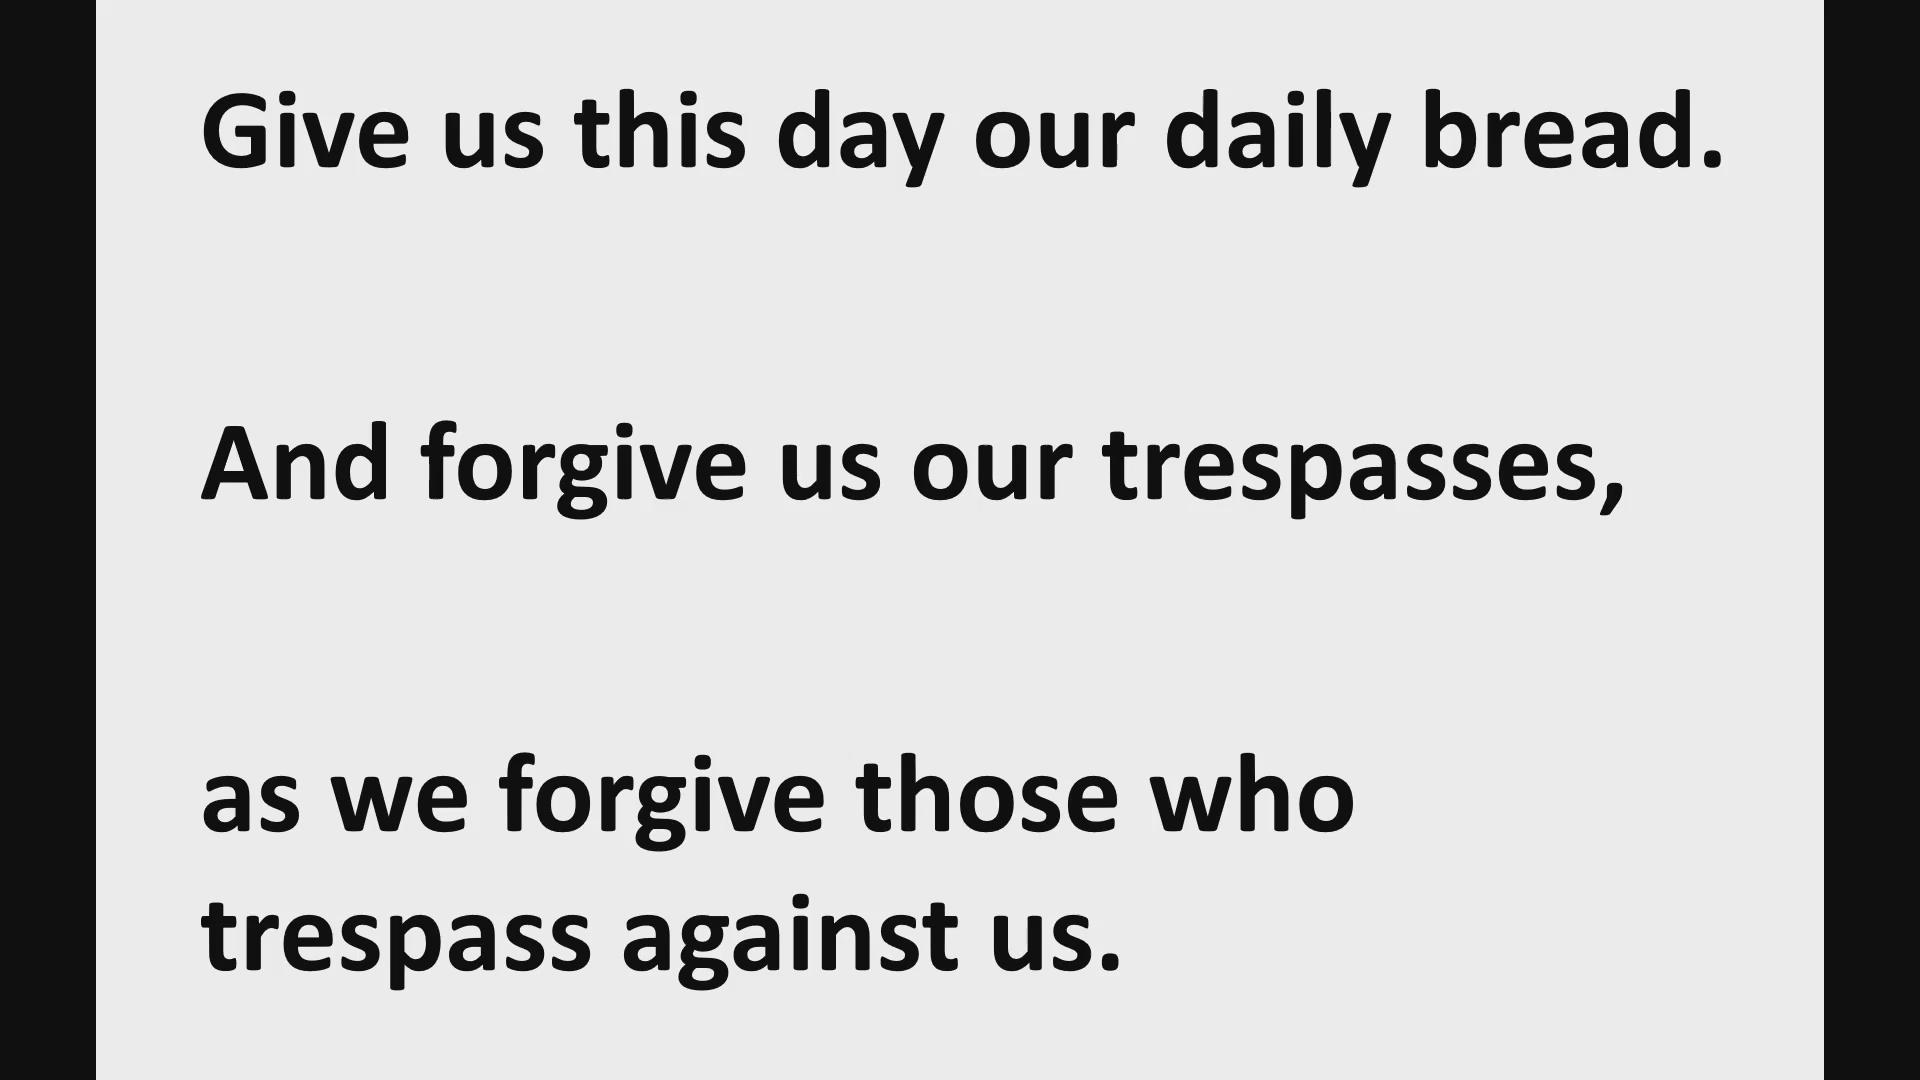 Give us this day our daily bread.
And forgive us our trespasses,
as we forgive those who
trespass against us.